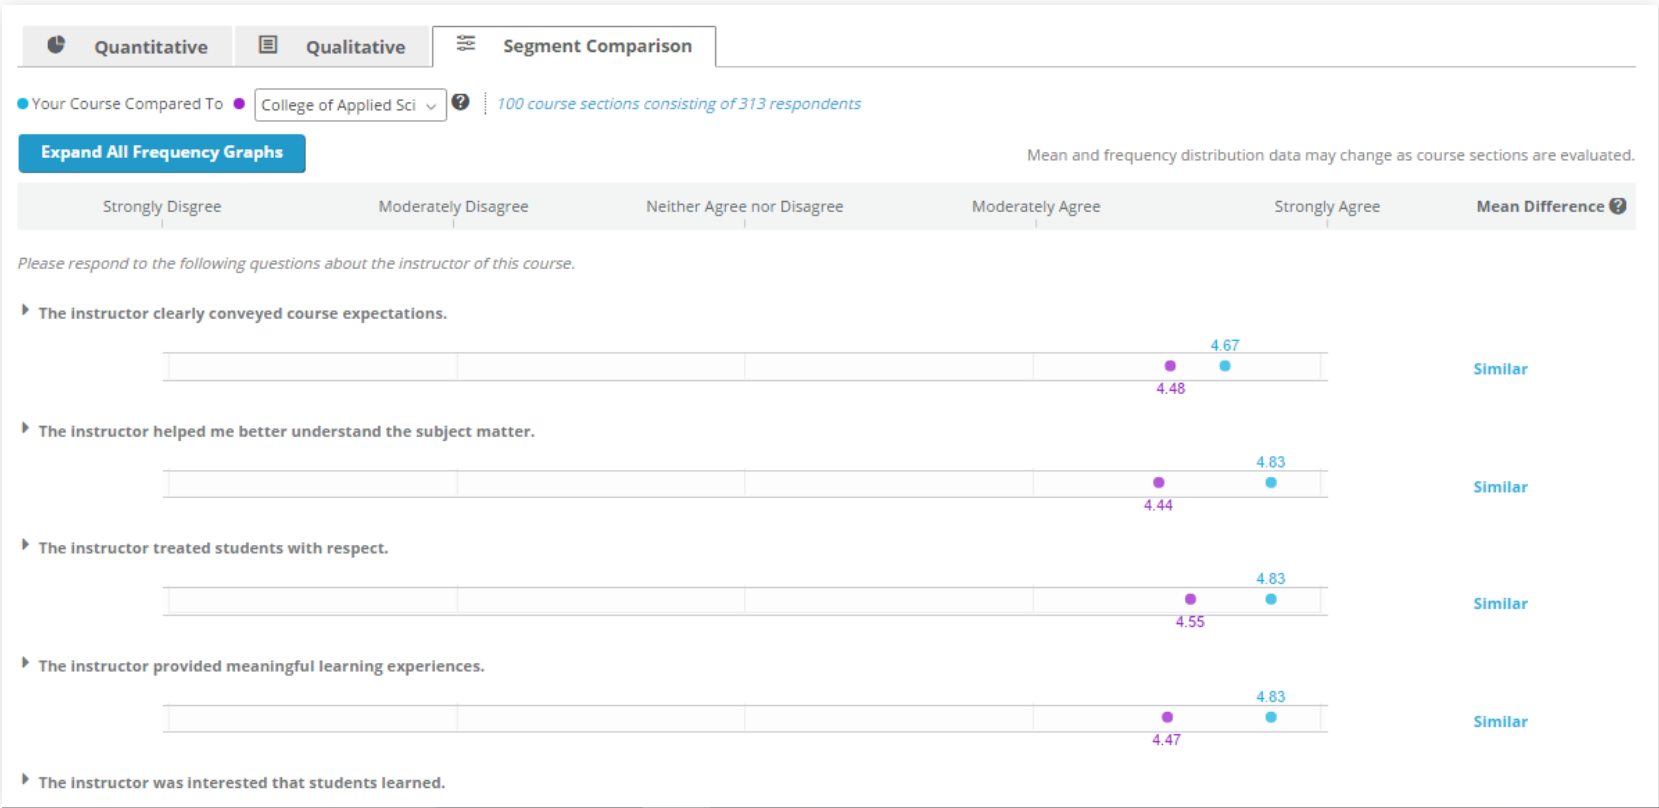 Quantitative Qualitative Segment Comparison
Your Course Compared To College of Applied Sci ? 100 course sections consisting of 313 respondents
Expand All Frequency Graphs
Mean and frequency distribution data may change as course sections are evaluated.
Strongly Disgree Moderately Disagree Neither Agree nor Disagree Moderately Agree Strongly Agree Mean Difference ?
Please respond to the following questions about the instructor of this course.
The instructor clearly conveyed course expectations.
4.67
Similar
4.48
The instructor helped me better understand the subject matter.
4.83
Similar
4.44
The instructor treated students with respect.
4.83
Similar
4.55
The instructor provided meaningful learning experiences.
4.83
Similar
4.47
The instructor was interested that students learned.